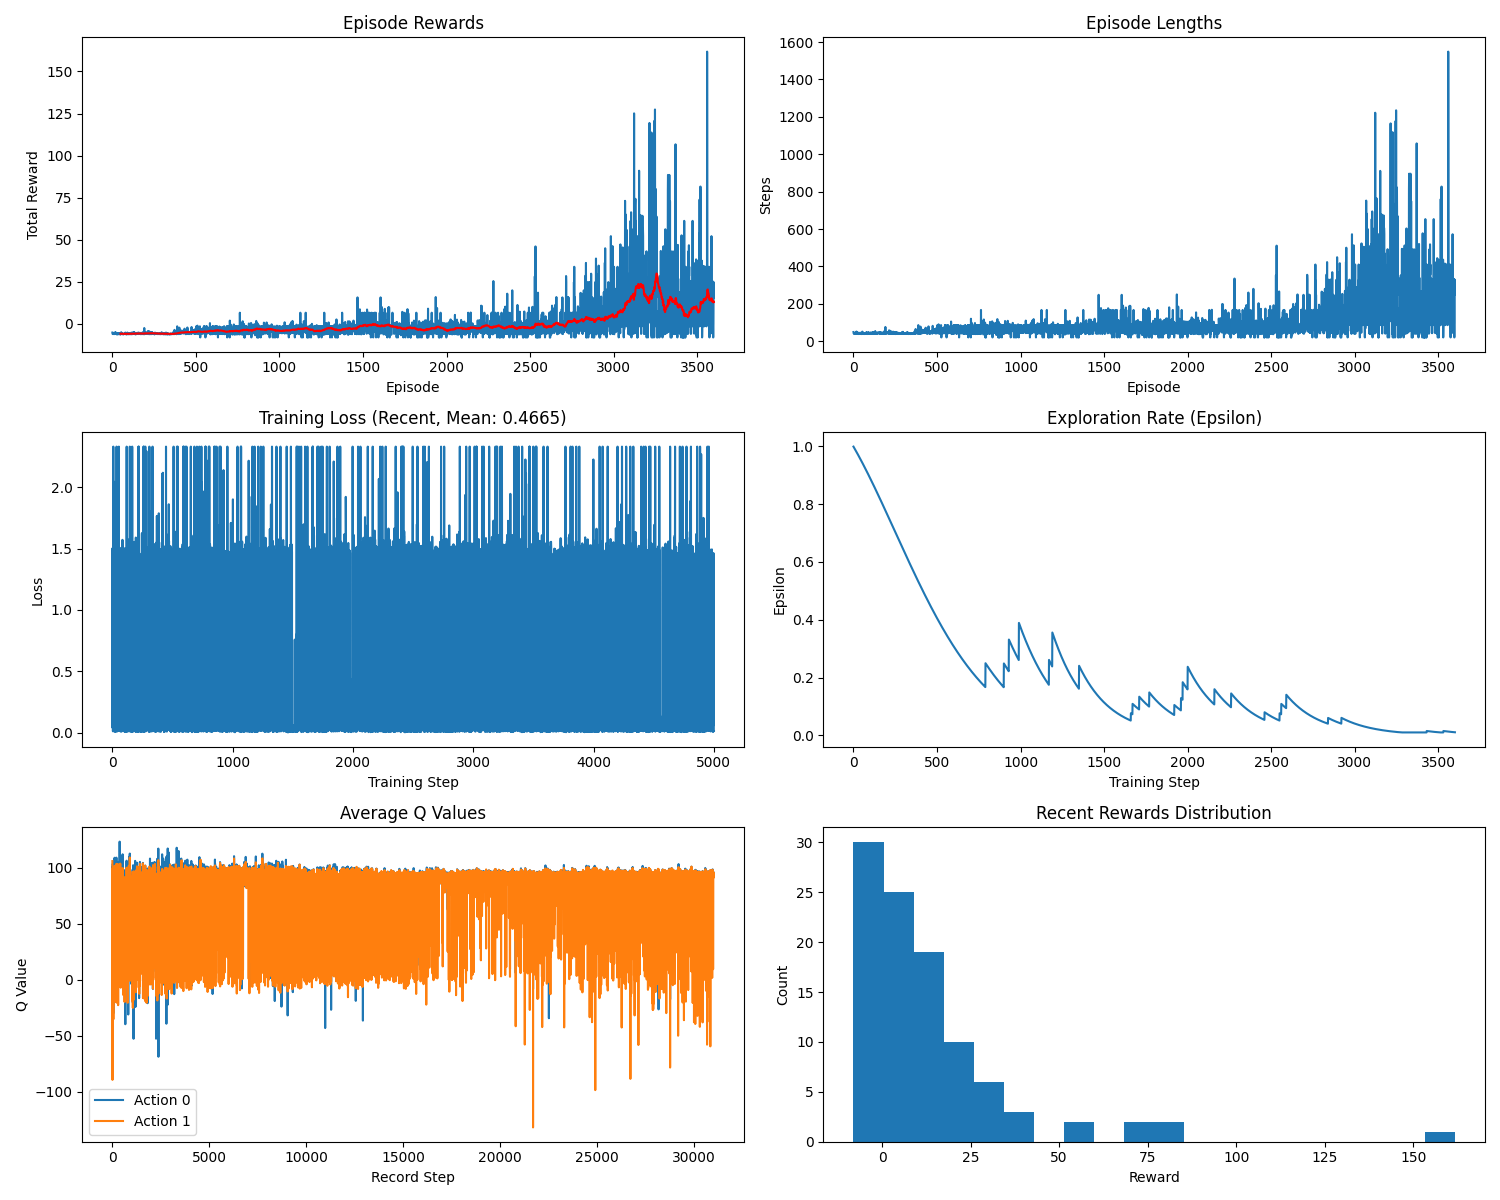 Episode Rewards
Total Reward
150
125
100
75
50
25
0
0 500 1000 1500 2000 2500 3000 3500
Episode
Episode Lengths
Steps
1600
1400
1200
1000
800
600
400
200
0
0 500 1000 1500 2000 2500 3000 3500
Episode
Training Loss (Recent, Mean: 0.4665)
Loss
2.0
1.5
1.0
0.5
0.0
0 1000 2000 3000 4000 5000
Training Step
Exploration Rate (Epsilon)
Epsilon
1.0
0.8
0.6
0.4
0.2
0.0
0 500 1000 1500 2000 2500 3000 3500
Training Step
Average Q Values
Q Value
100
50
0
−50
−100
Action 0
Action 1
0 5000 10000 15000 20000 25000 30000
Record Step
Recent Rewards Distribution
Count
30
25
20
15
10
5
0
0 25 50 75 100 125 150
Reward